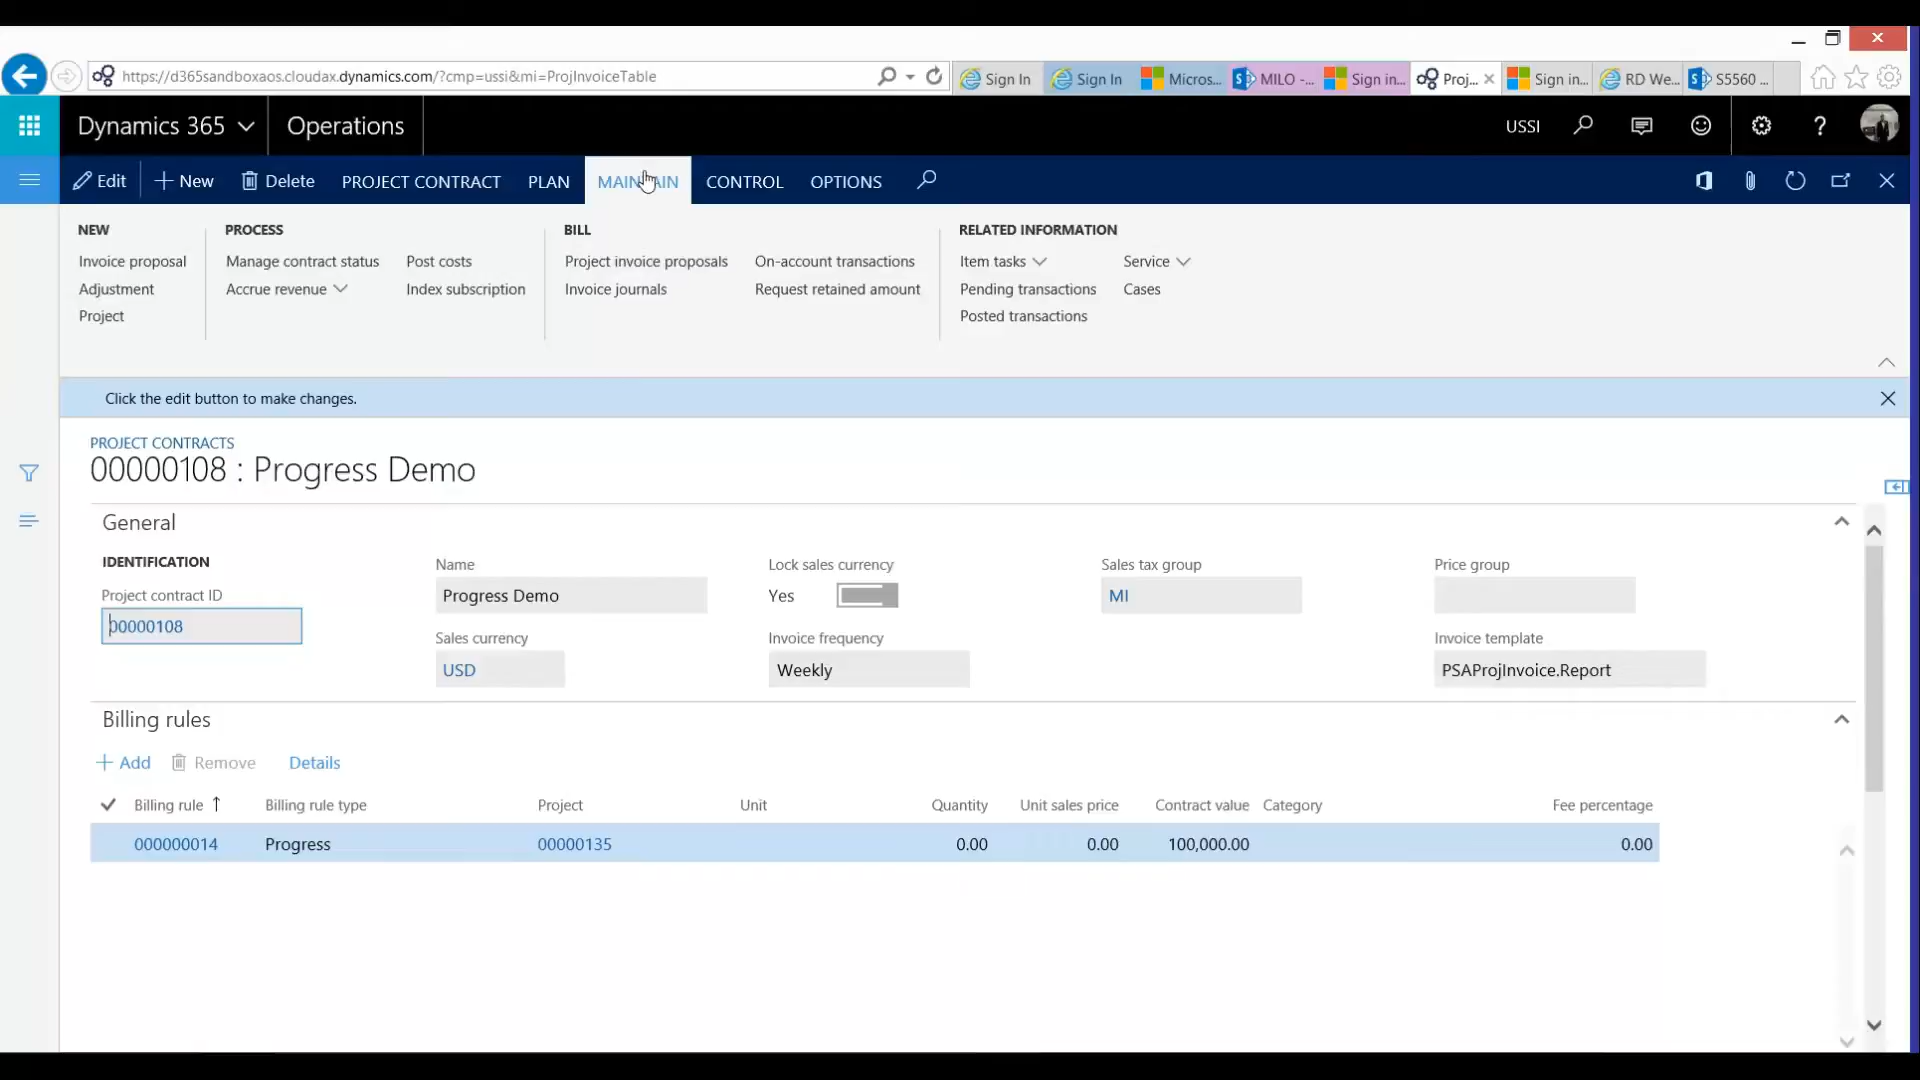 https://d365sandboxaos.cloudax.dynamics.com/?cmp=ussi&mi=ProjInvoiceTable
Sign In
Sign In
Micros...
MILO -...
Sign in...
Proj...
Sign in...
RD We...
S5560 ...
Dynamics 365
Operations
USSI
Edit
New
Delete
PROJECT CONTRACT
PLAN
MAINTAIN
CONTROL
OPTIONS
NEW
Invoice proposal
Adjustment
Project
PROCESS
Manage contract status
Accrue revenue
Post costs
Index subscription
BILL
Project invoice proposals
Invoice journals
On-account transactions
Request retained amount
RELATED INFORMATION
Item tasks
Pending transactions
Posted transactions
Service
Cases
Click the edit button to make changes.
PROJECT CONTRACTS
00000108 : Progress Demo
General
IDENTIFICATION
Project contract ID
00000108
Name
Progress Demo
Sales currency
USD
Lock sales currency
Yes
Invoice frequency
Weekly
Sales tax group
MI
Price group
Invoice template
PSAProjInvoice.Report
Billing rules
Add
Remove
Details
Billing rule Billing rule type Project Unit Quantity Unit sales price Contract value Category Fee percentage
000000014 Progress 00000135 0.00 0.00 100,000.00 0.00